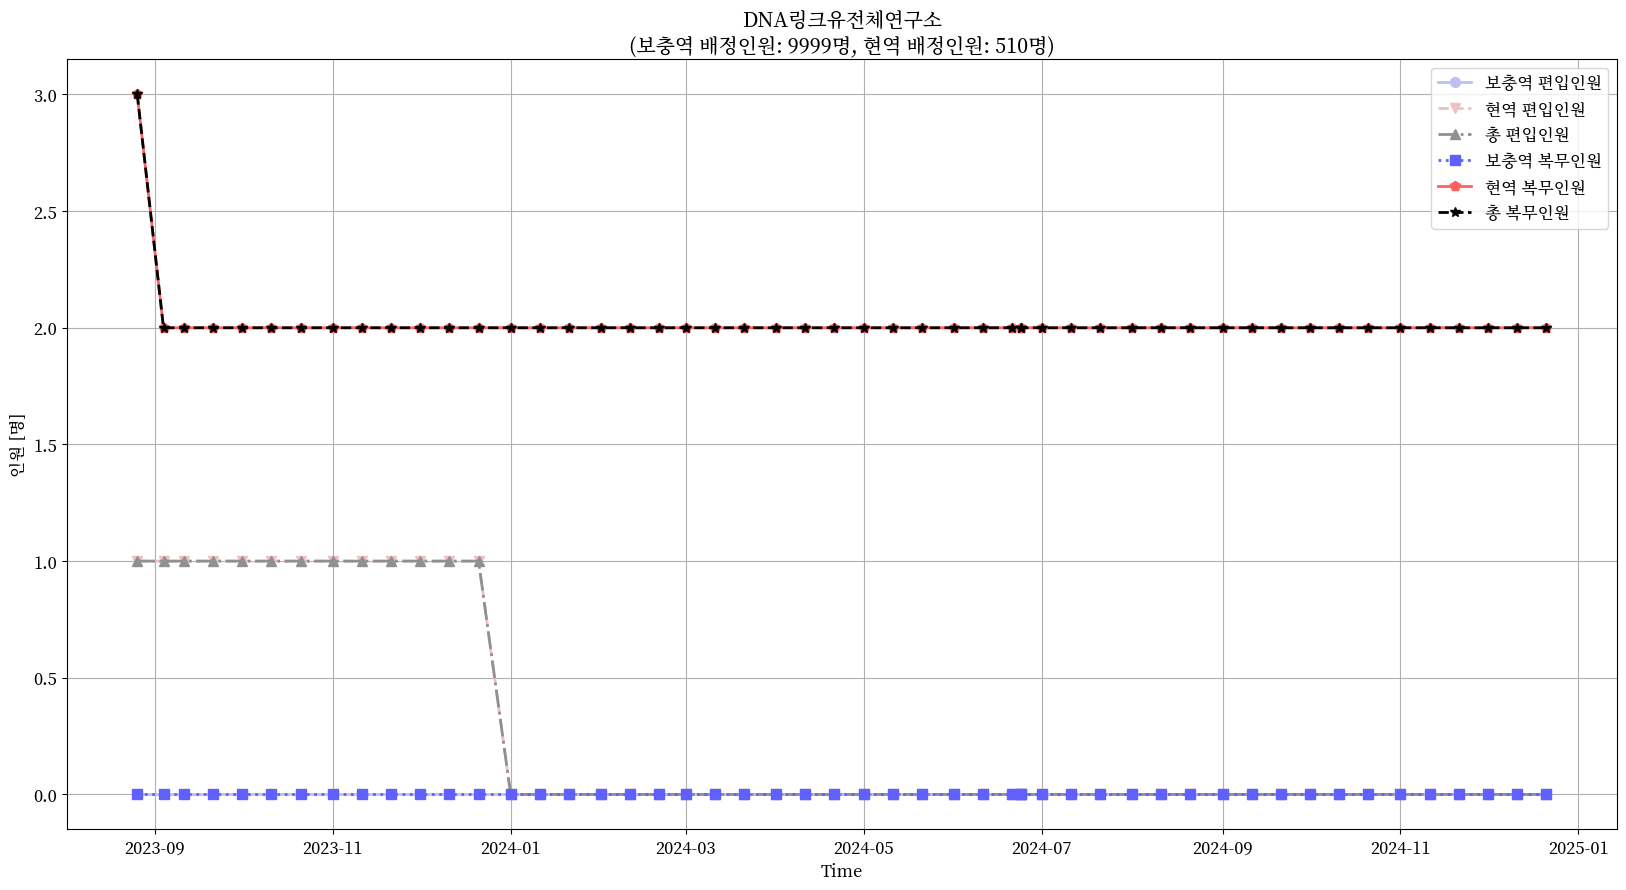 DNA링크유전체연구소
(보충역 배정인원: 9999명, 현역 배정인원: 510명)
보충역 편입인원
현역 편입인원
총 편입인원
보충역 복무인원
현역 복무인원
총 복무인원
인원 [명]
3.0
2.5
2.0
1.5
1.0
0.5
0.0
2023-09 2023-11 2024-01 2024-03 2024-05 2024-07 2024-09 2024-11 2025-01
Time